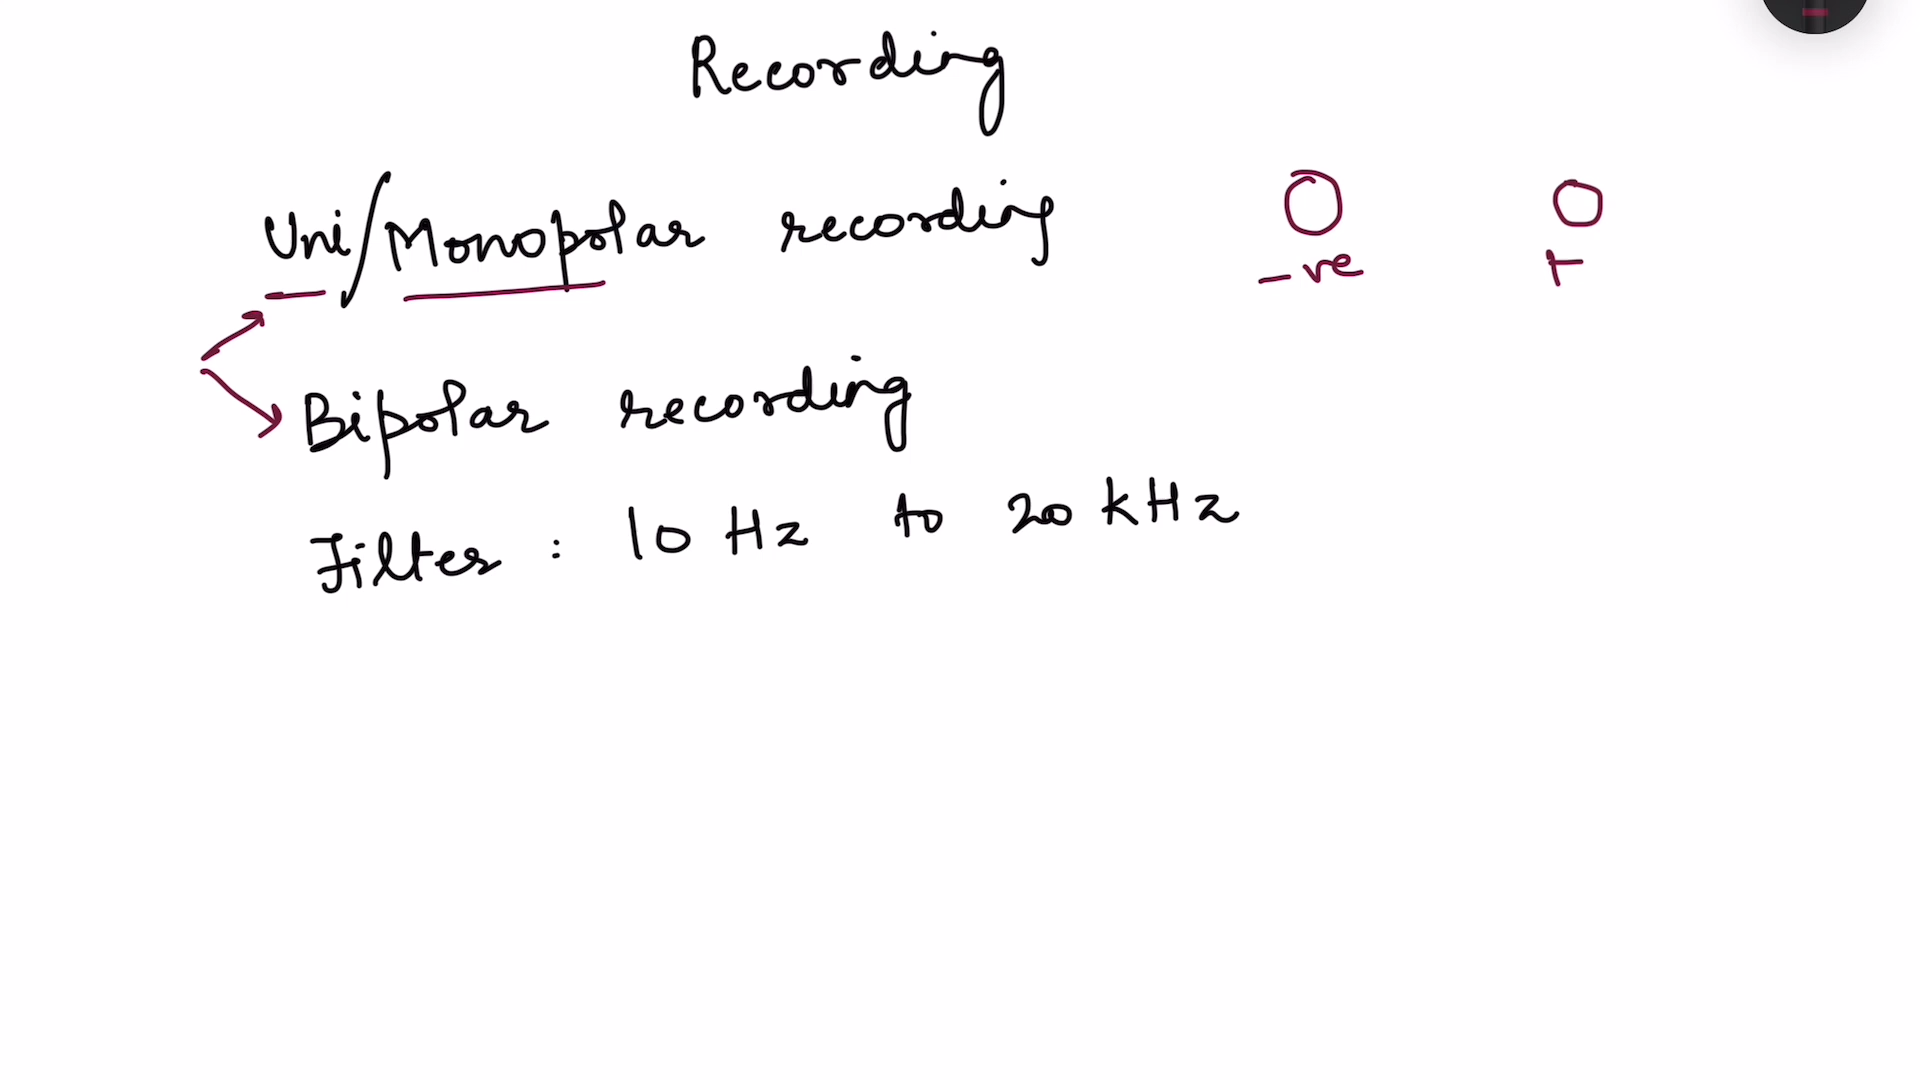 Recording
Uni/Monopolar recording
-ve +
Bipolar recording
Filter : 10 Hz to 20 kHz